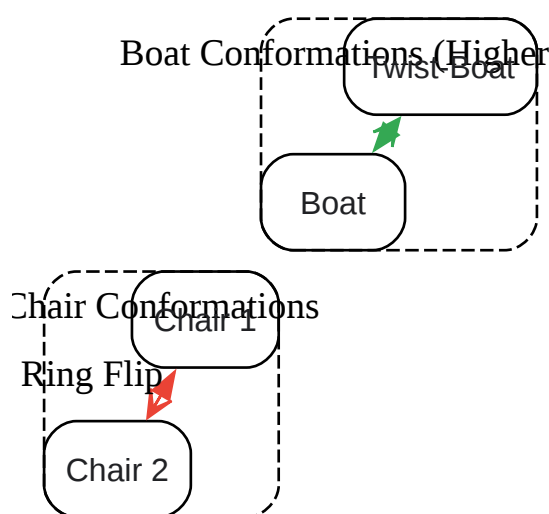 Boat Conformations (Higher
Twist-Boat
Boat
Chair Conformations
Chair 1
Ring Flip
Chair 2